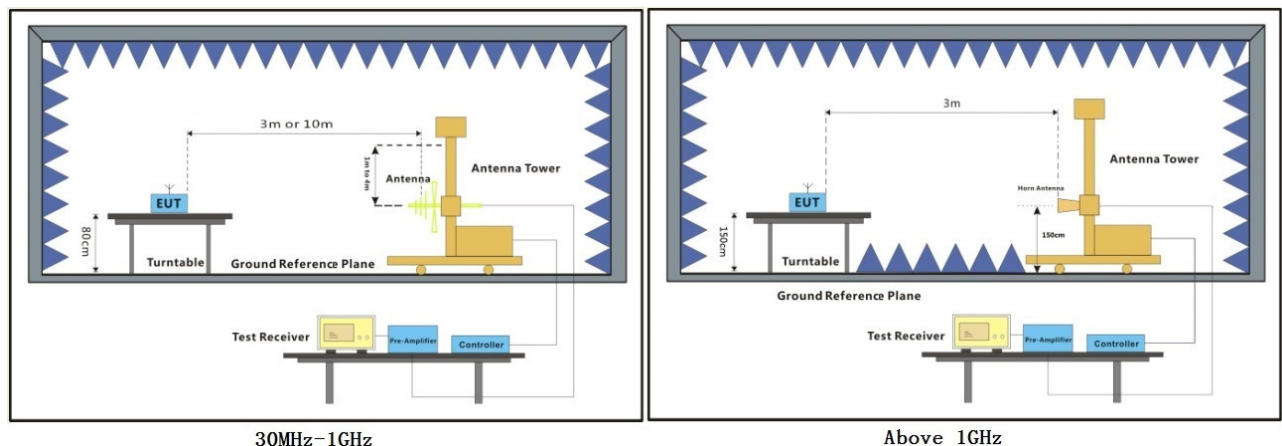 3m or 10m
1m to 4m
Antenna
Antenna Tower
EUT
80cm
Turntable
Ground Reference Plane
Test Receiver
Pre-Amplifier
Controller
30MHz-1GHz
3m
Antenna Tower
Horn Antenna
EUT
150cm
150cm
Turntable
Ground Reference Plane
Test Receiver
Pre-Amplifier
Controller
Above 1GHz